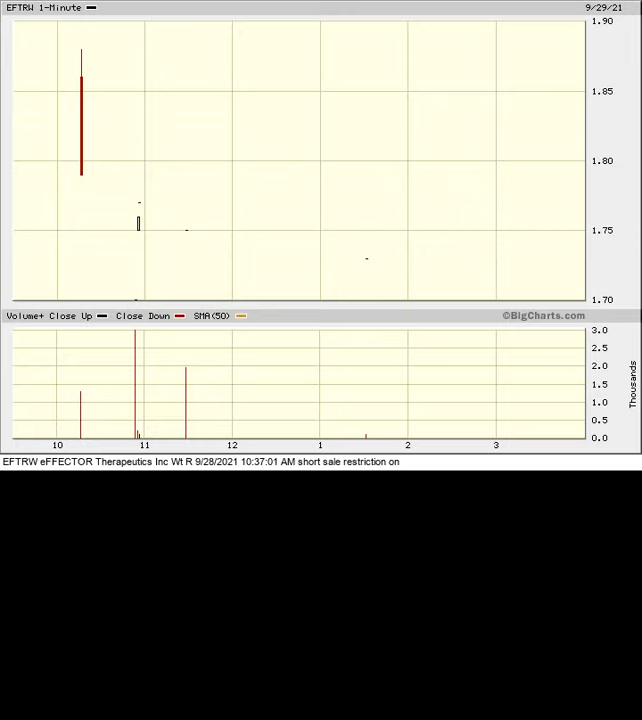 EFTRW 1-Minute 9/29/21
1.90
1.85
1.80
1.75
1.70
Volume+ Close Up Close Down SMA(50) ©BigCharts.com
3.0
2.5
2.0
1.5
1.0
0.5
0.0
Thousands
10 11 12 1 2 3
EFTRW eFFECTOR Therapeutics Inc Wt R 9/28/2021 10:37:01 AM short sale restriction on